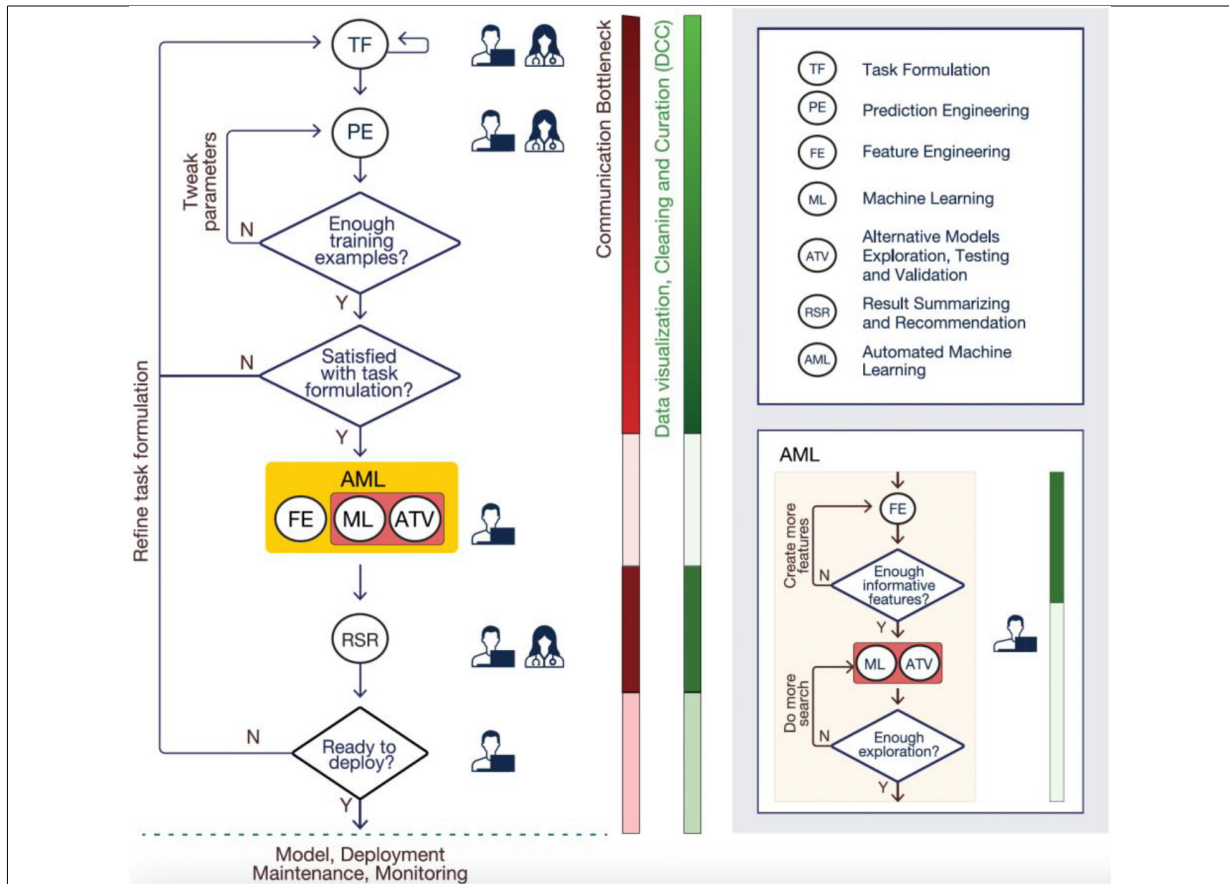 TF
PE
Tweak
parameters
N
Enough
training
examples?
Y
N
Satisfied
with task
formulation?
Y
Refine task formulation
AML
FE
ML
ATV
RSR
N
Ready to
deploy?
Y
Model, Deployment
Maintenance, Monitoring
Communication Bottleneck
Data visualization, Cleaning and Curation (DCC)
TF
Task Formulation
PE
Prediction Engineering
FE
Feature Engineering
ML
Machine Learning
ATV
Alternative Models
Exploration, Testing
and Validation
RSR
Result Summarizing
and Recommendation
AML
Automated Machine
Learning
AML
FE
Create more
features
N
Enough
informative
features?
Y
ML
ATV
Do more
search
N
Enough
exploration?
Y